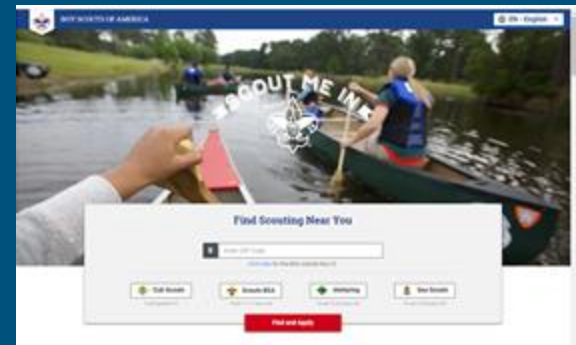 BOY SCOUTS OF AMERICA
EN - English
SCOUT ME IN
Find Scouting Near You
Enter ZIP Code
Cub Scouts
Scouts BSA
Venturing
Sea Scouts
Find and Apply